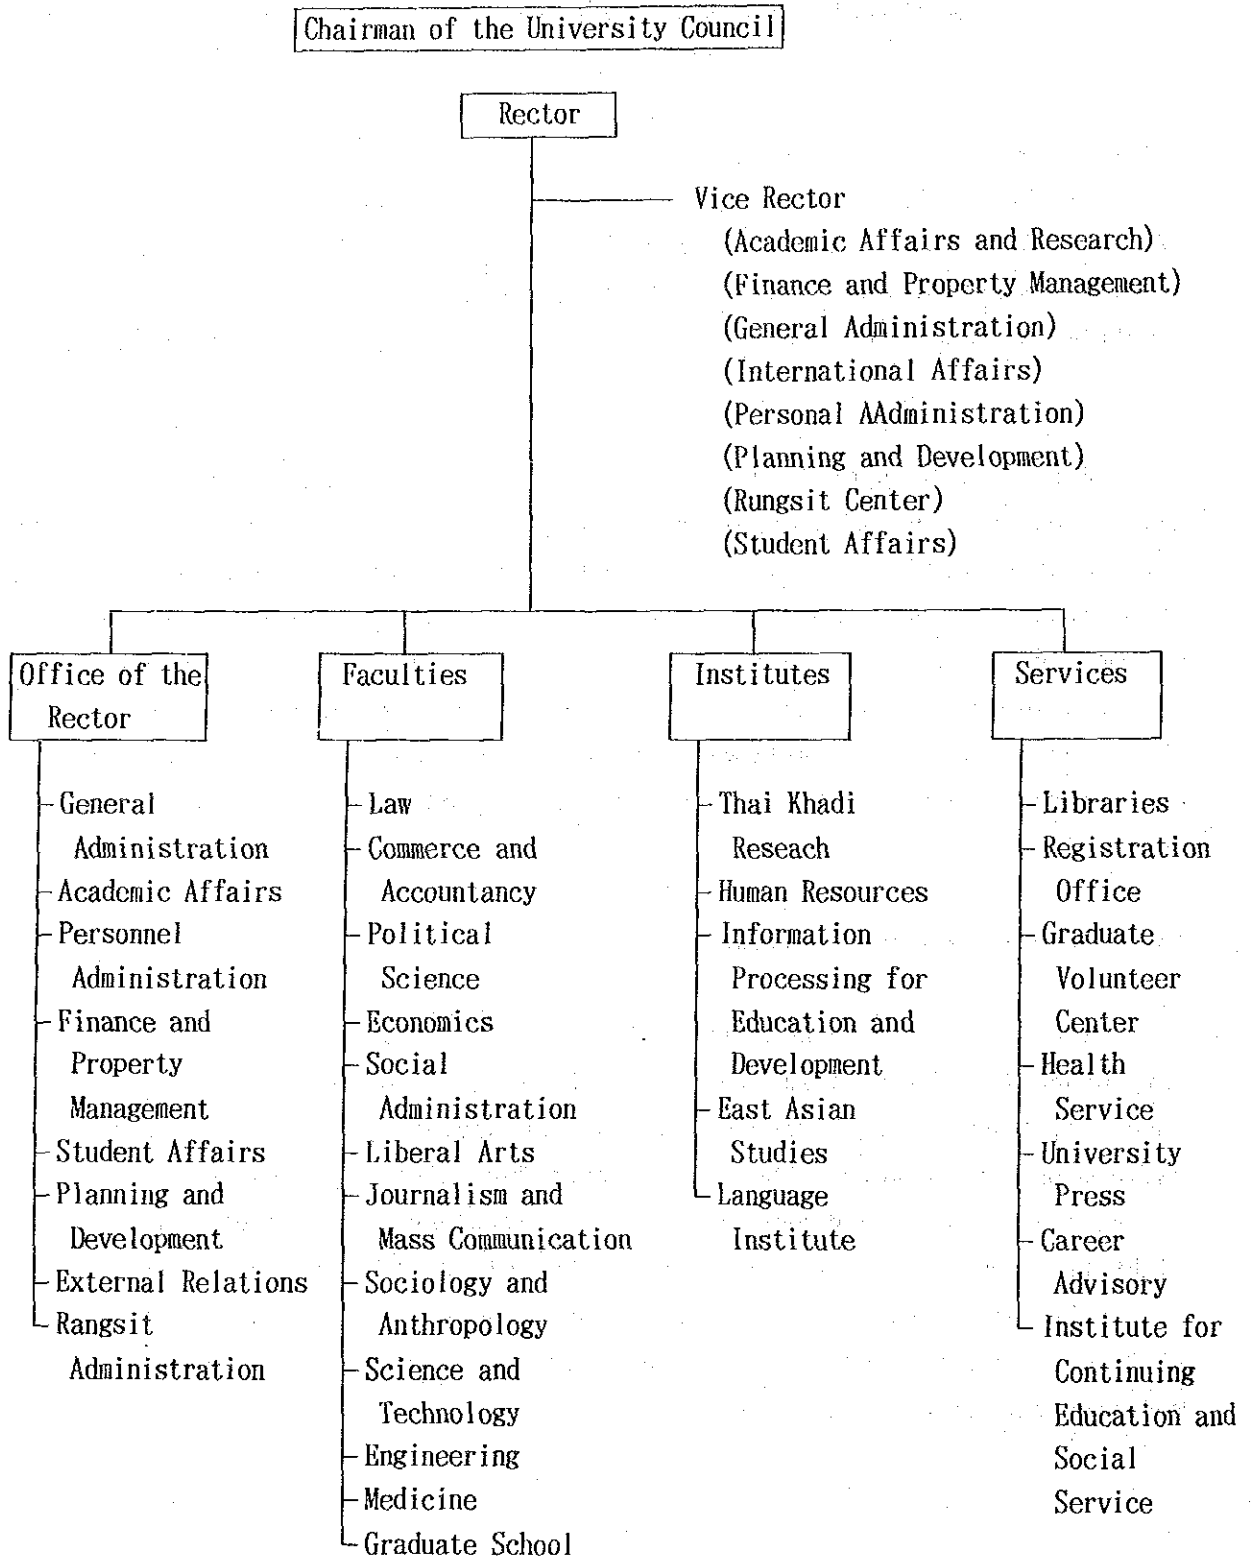 Chairman of the University Council
Rector
Vice Rector
(Academic Affairs and Research)
(Finance and Property Management)
(General Administration)
(International Affairs)
(Personal AAdministration)
(Planning and Development)
(Rungsit Center)
(Student Affairs)
Office of the
Rector
General
Administration
Academic Affairs
Personnel
Administration
Finance and
Property
Management
Student Affairs
Planning and
Development
External Relations
Rangsit
Administration
Faculties
Law
Commerce and
Accountancy
Political
Science
Economics
Social
Administration
Liberal Arts
Journalism and
Mass Communication
Sociology and
Anthropology
Science and
Technology
Engineering
Medicine
Graduate School
Institutes
Thai Khadi
Reseach
Human Resources
Information
Processing for
Education and
Development
East Asian
Studies
Language
Institute
Services
Libraries
Registration
Office
Graduate
Volunteer
Center
Health
Service
University
Press
Career
Advisory
Institute for
Continuing
Education and
Social
Service